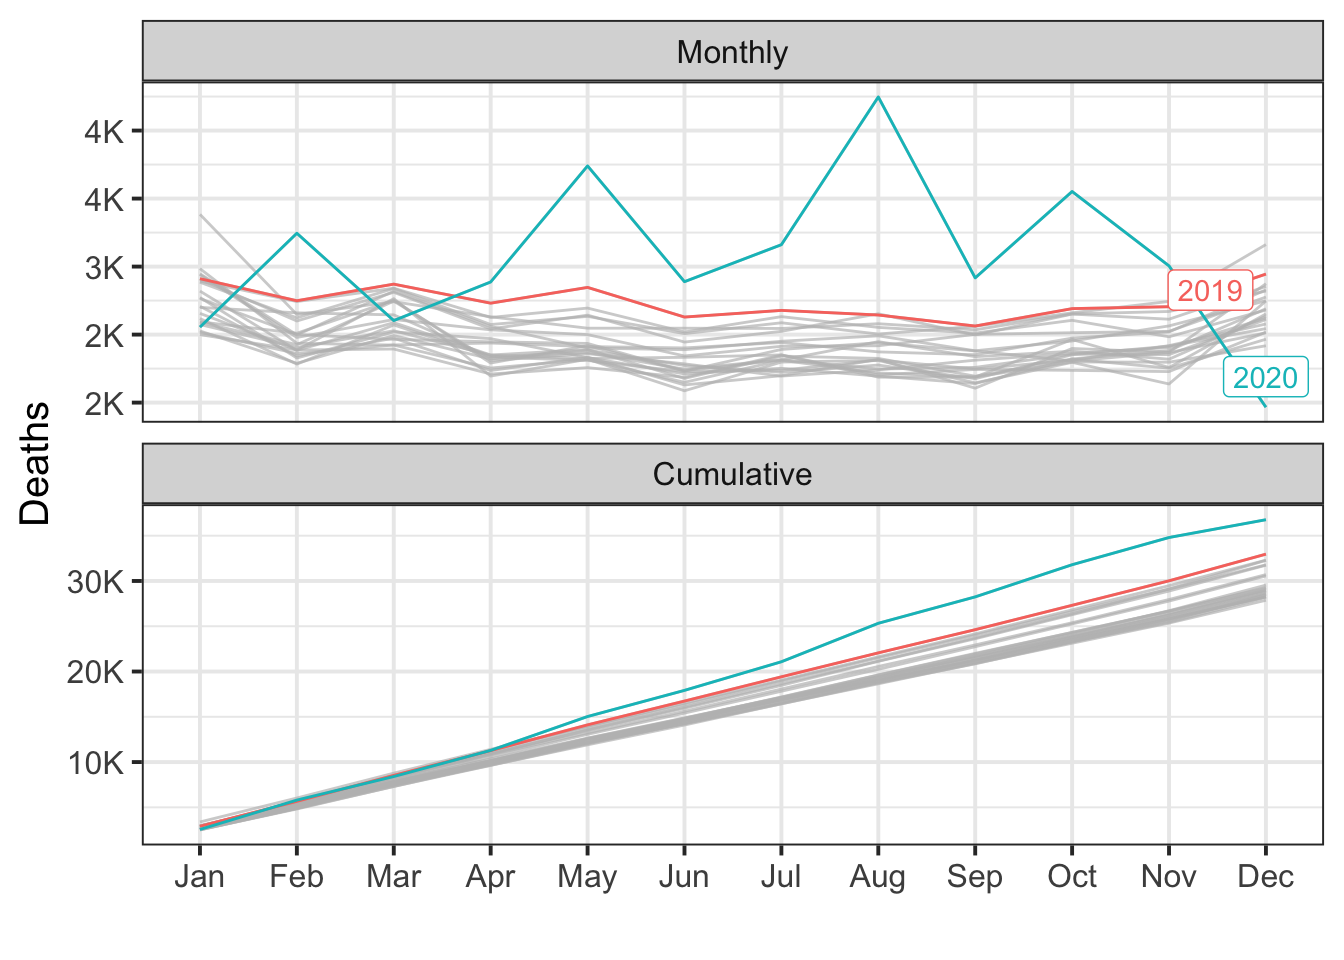 Monthly
4K
4K
3K
2K
2K
2019
2020
Deaths
Cumulative
30K
20K
10K
Jan Feb Mar Apr May Jun Jul Aug Sep Oct Nov Dec